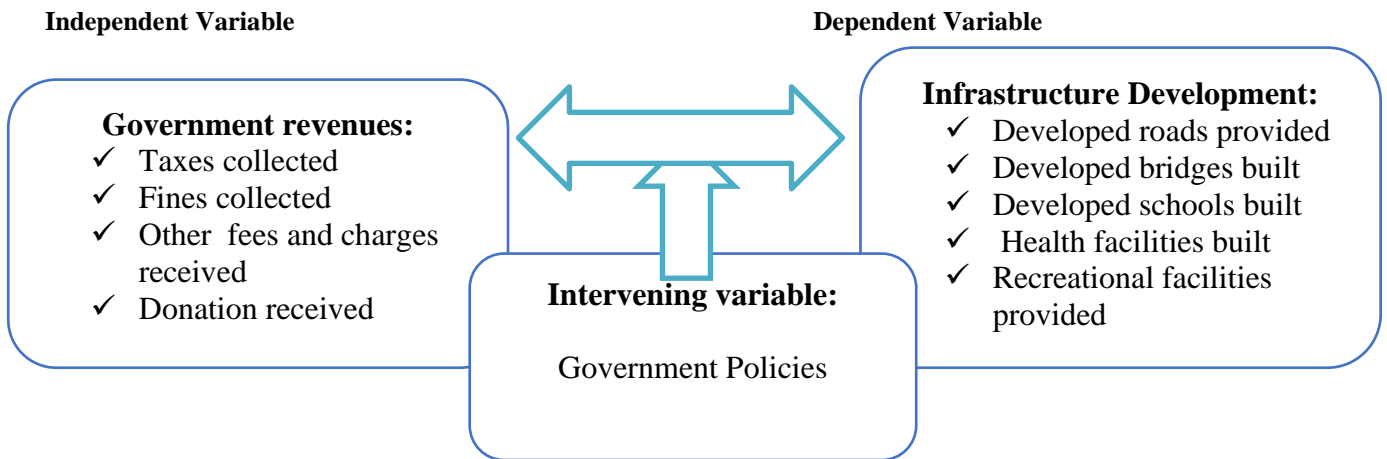 Independent Variable
Dependent Variable
Government revenues:
✓ Taxes collected
✓ Fines collected
✓ Other fees and charges
received
✓ Donation received
Intervening variable:
Government Policies
Infrastructure Development:
✓ Developed roads provided
✓ Developed bridges built
✓ Developed schools built
✓ Health facilities built
✓ Recreational facilities
provided